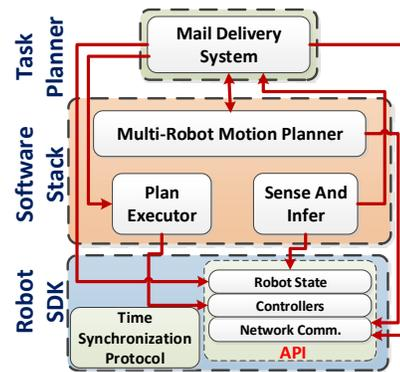 Task
Planner
Mail Delivery
System
Software
Stack
Multi-Robot Motion Planner
Plan
Executor
Sense And
Infer
Robot
SDK
Robot State
Controllers
Network Comm.
API
Time
Synchronization
Protocol